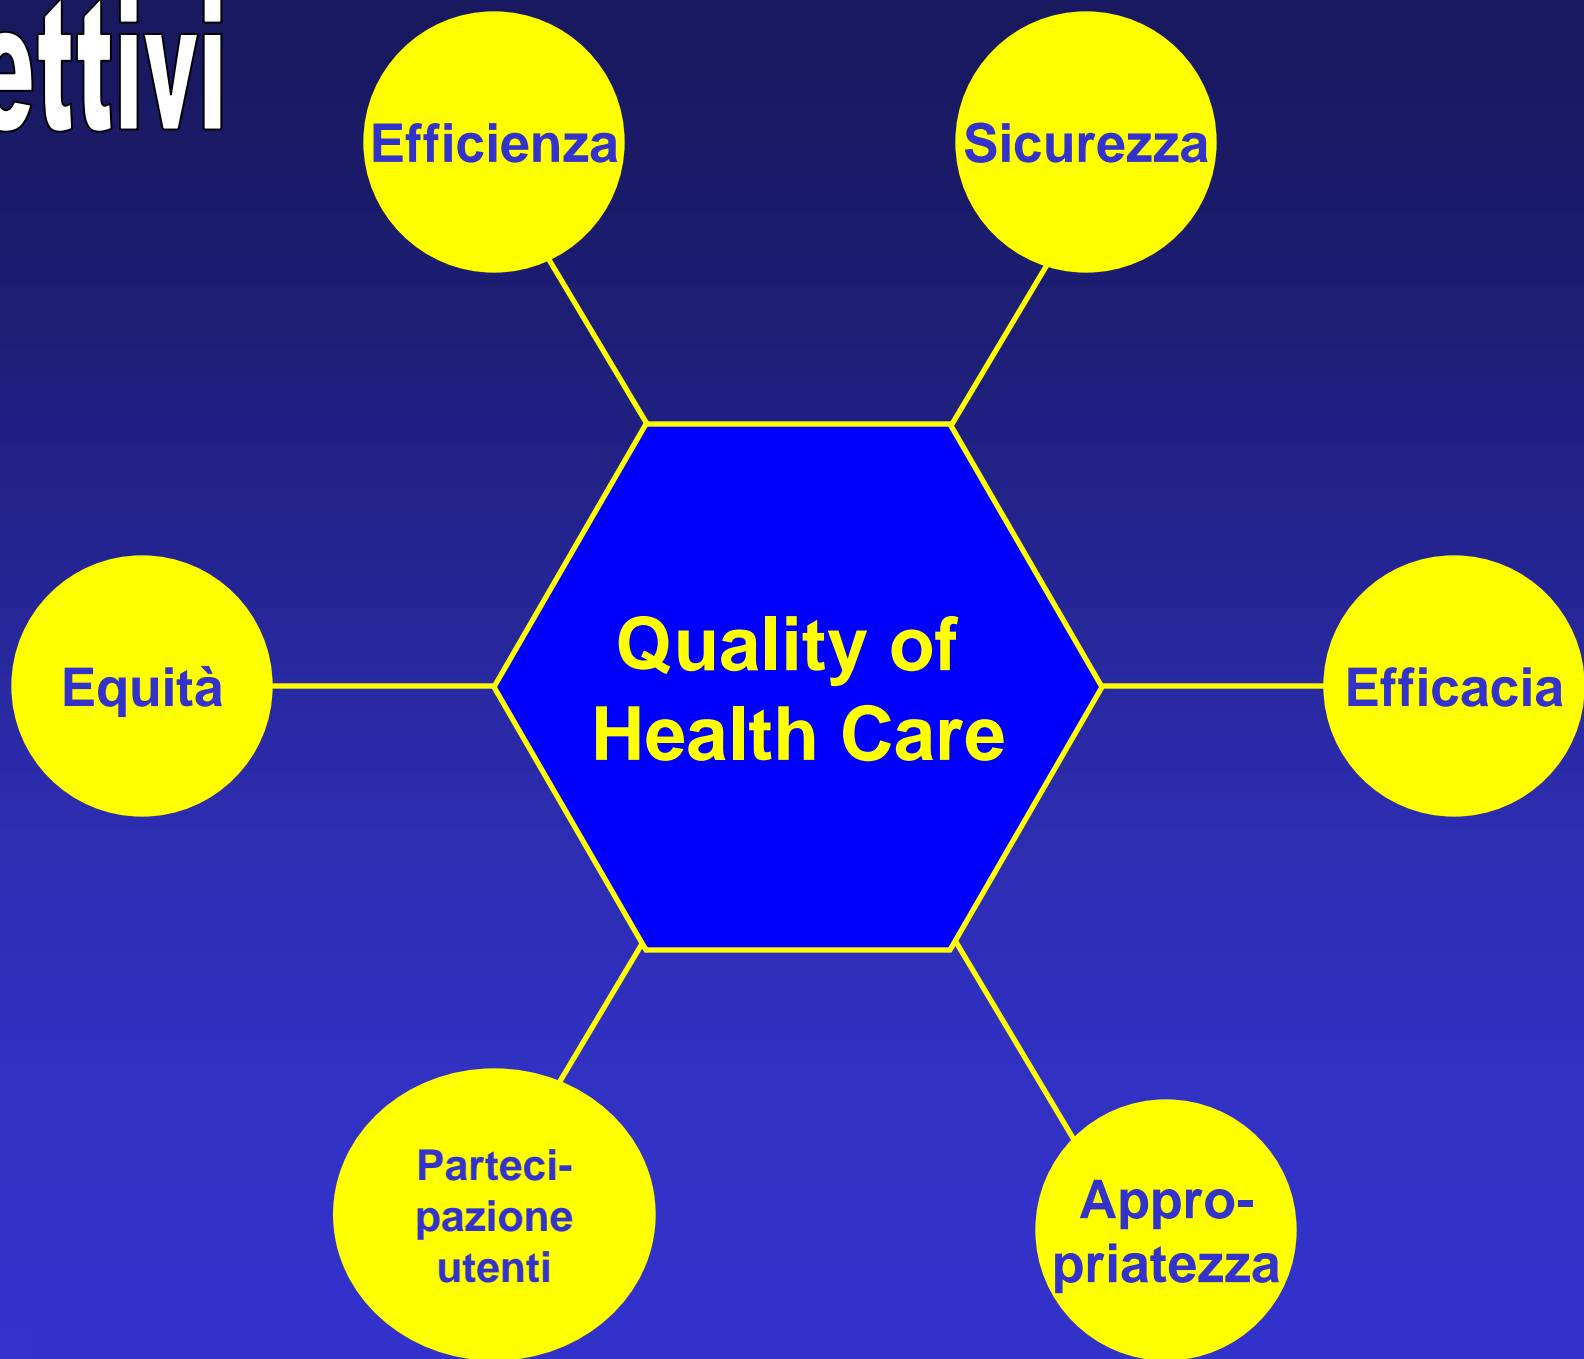 ettivi
Efficienza
Sicurezza
Equità
Quality of
Health Care
Efficacia
Parteci-
pazione
utenti
Appro-
priatezza